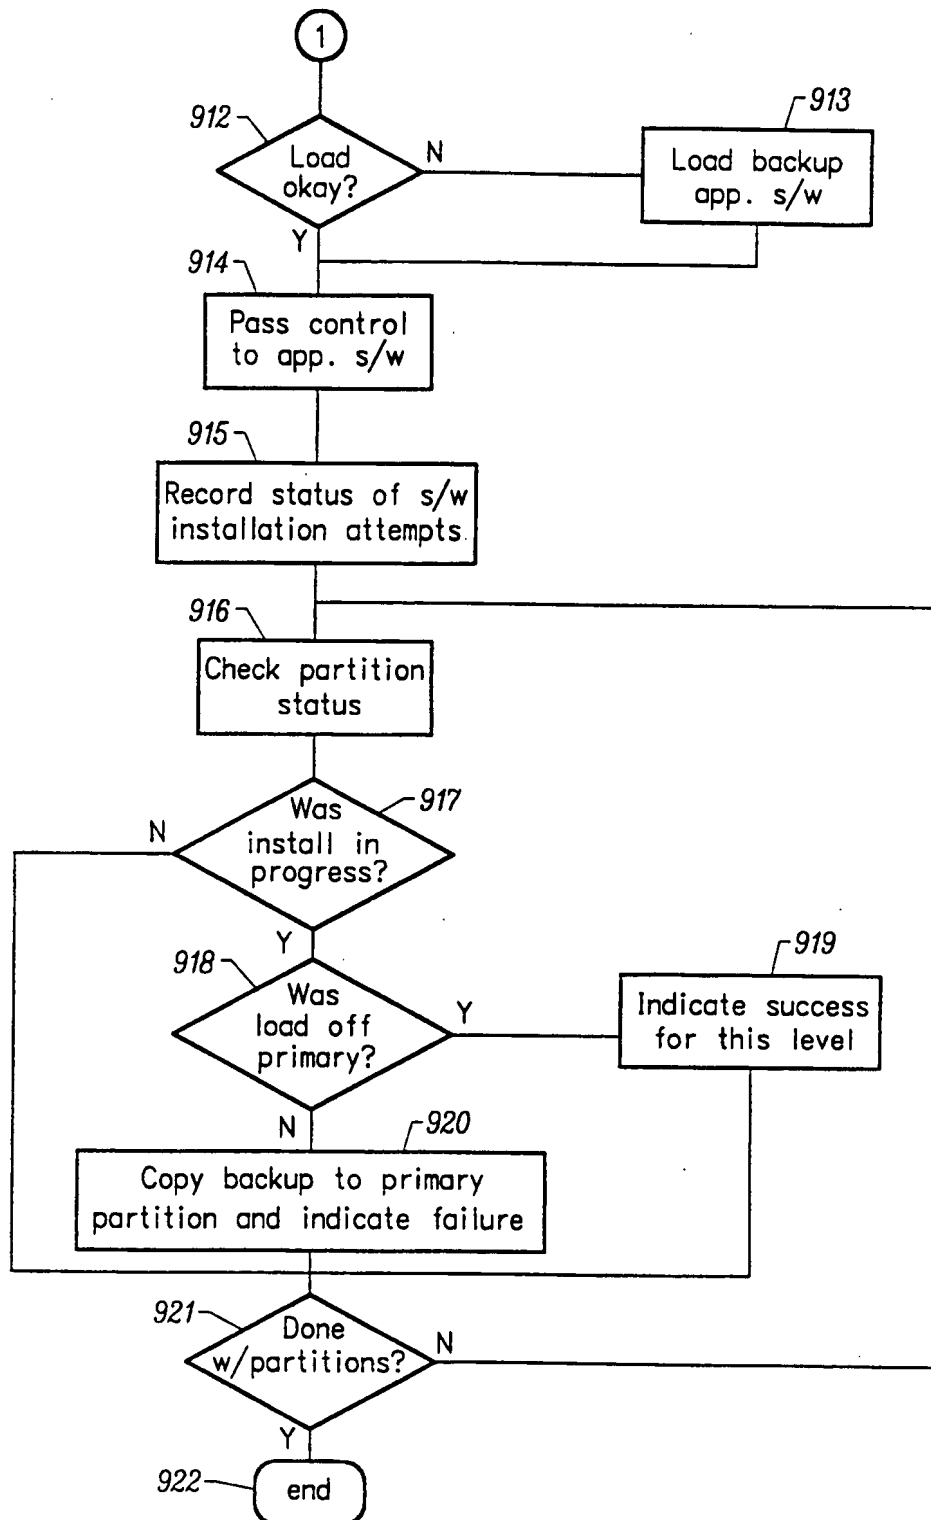 1
912
Load
okay?
N
Y
913
Load backup
app. s/w
914
Pass control
to app. s/w
915
Record status of s/w
installation attempts
916
Check partition
status
917
Was
install in
progress?
N
Y
918
Was
load off
primary?
Y
N
919
Indicate success
for this level
920
Copy backup to primary
partition and indicate failure
921
Done
w/partitions?
N
Y
922
end